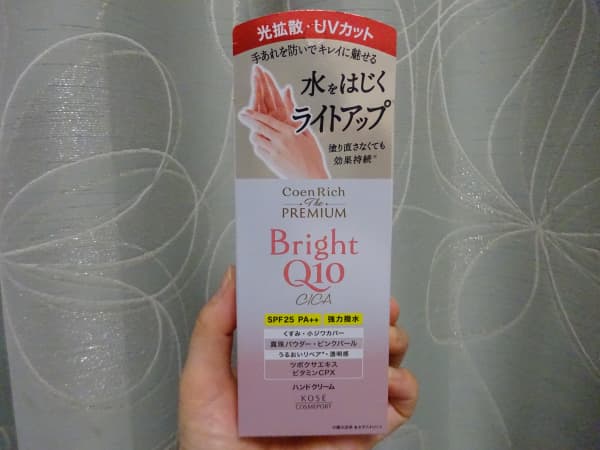 光拡散・UVカット
手あれを防いでキレイに魅せる
水をはじく
ライトアップ
塗り直さなくても
効果持続※
CoenRich
The
PREMIUM
Bright
Q10
CICA
SPF25 PA++ 強力撥水
くすみ・小ジワカバー
真珠パウダー・ピンクパール
うるおいリペア*・透明感
ツボクサエキス
ビタミンCPX
ハンドクリーム
KOSÉ
COSMEPORT